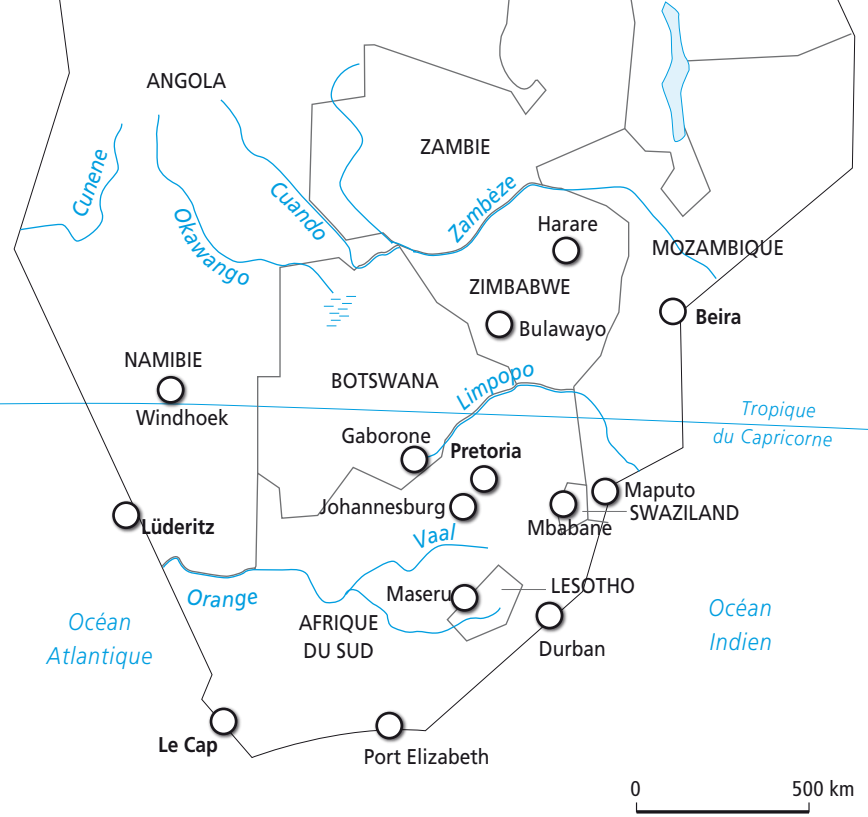 ANGOLA
ZAMBIE
Cunene
Cuando
Zambèze
Okawango
Harare
MOZAMBIQUE
ZIMBABWE
Beira
Bulawayo
NAMIBIE
BOTSWANA
Limpopo
Windhoek
Tropique
du Capricorne
Gaborone
Pretoria
Maputo
Johannesburg
SWAZILAND
Lüderitz
Mbabane
Vaal
LESOTHO
Maseru
Orange
Océan
Atlantique
AFRIQUE
DU SUD
Océan
Indien
Durban
Le Cap
Port Elizabeth
0 500 km